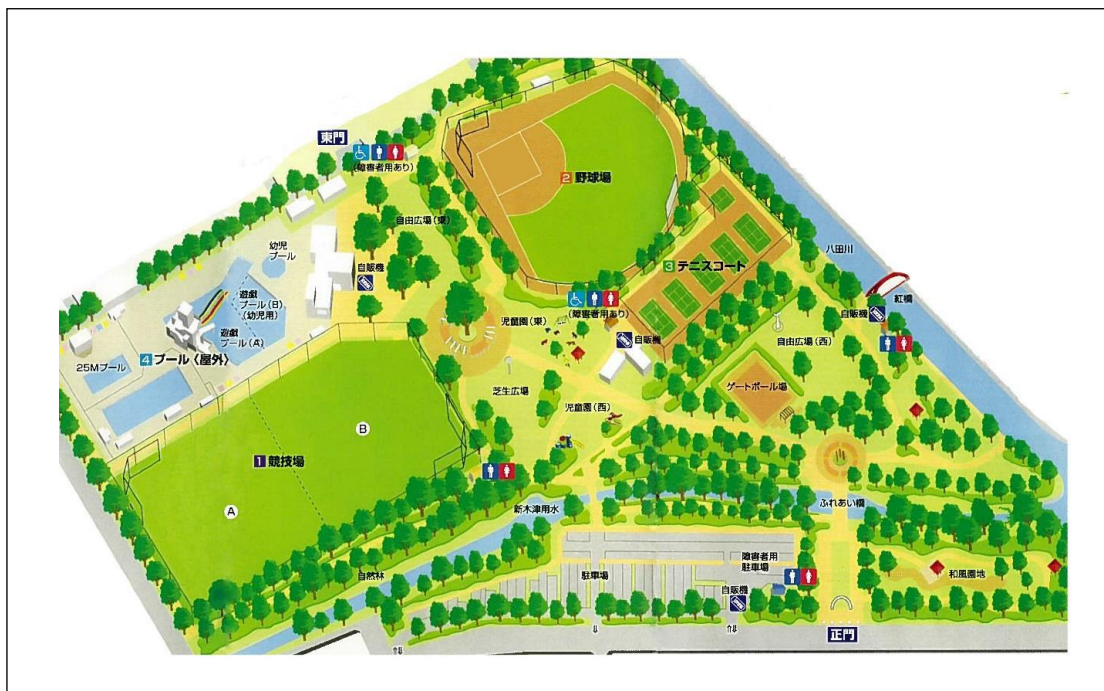 東門
(障害者用あり)
自由広場(東)
2 野球場
幼児
プール
自販機
3 テニスコート
八田川
紅橋
遊戯
プール(B)
(幼児用)
遊戯
プール(A)
(障害者用あり)
児童園(東)
自販機
自販機
自由広場(西)
4 プール〈屋外〉
25Mプール
芝生広場
ゲートボール場
児童園(西)
B
1 競技場
A
新木津用水
ふれあい橋
自然林
駐車場
障害者用
駐車場
自販機
和風園地
正門